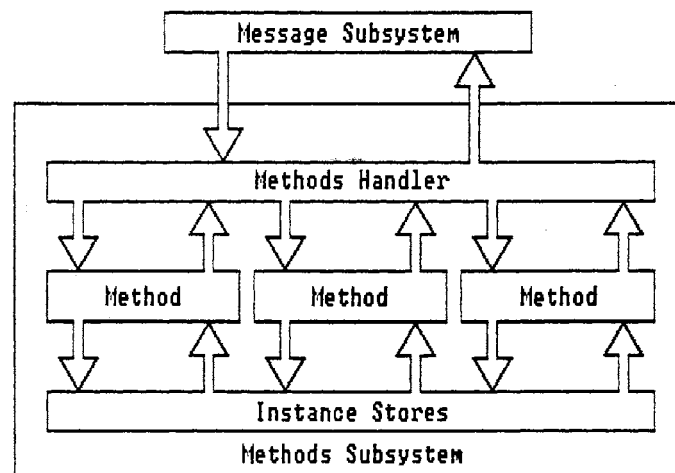 Message Subsystem
Methods Handler
Method Method Method
Instance Stores
Methods Subsystem